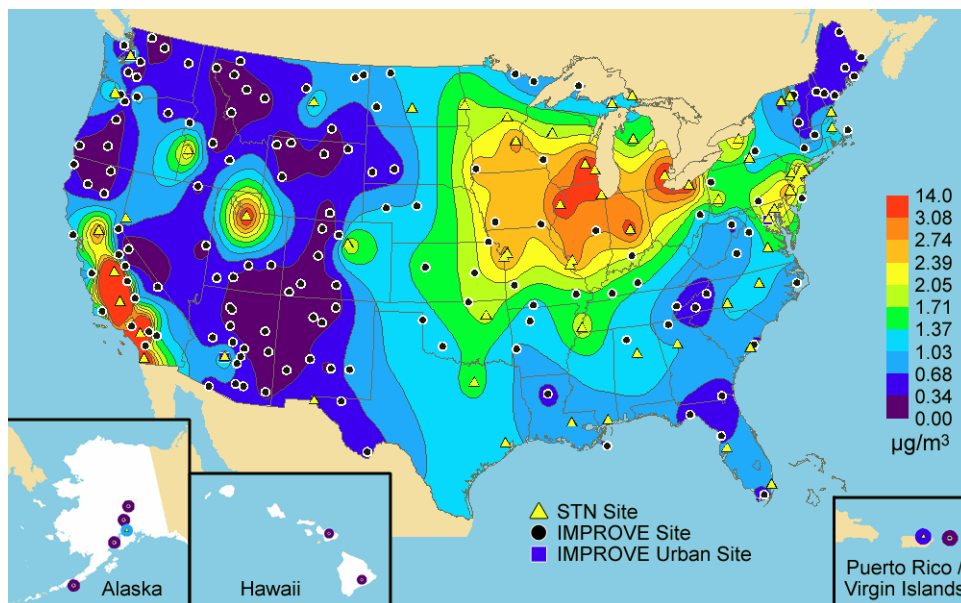 14.0
3.08
2.74
2.39
2.05
1.71
1.37
1.03
0.68
0.34
0.00
µg/m³
STN Site
IMPROVE Site
IMPROVE Urban Site
Alaska
Hawaii
Puerto Rico /
Virgin Islands